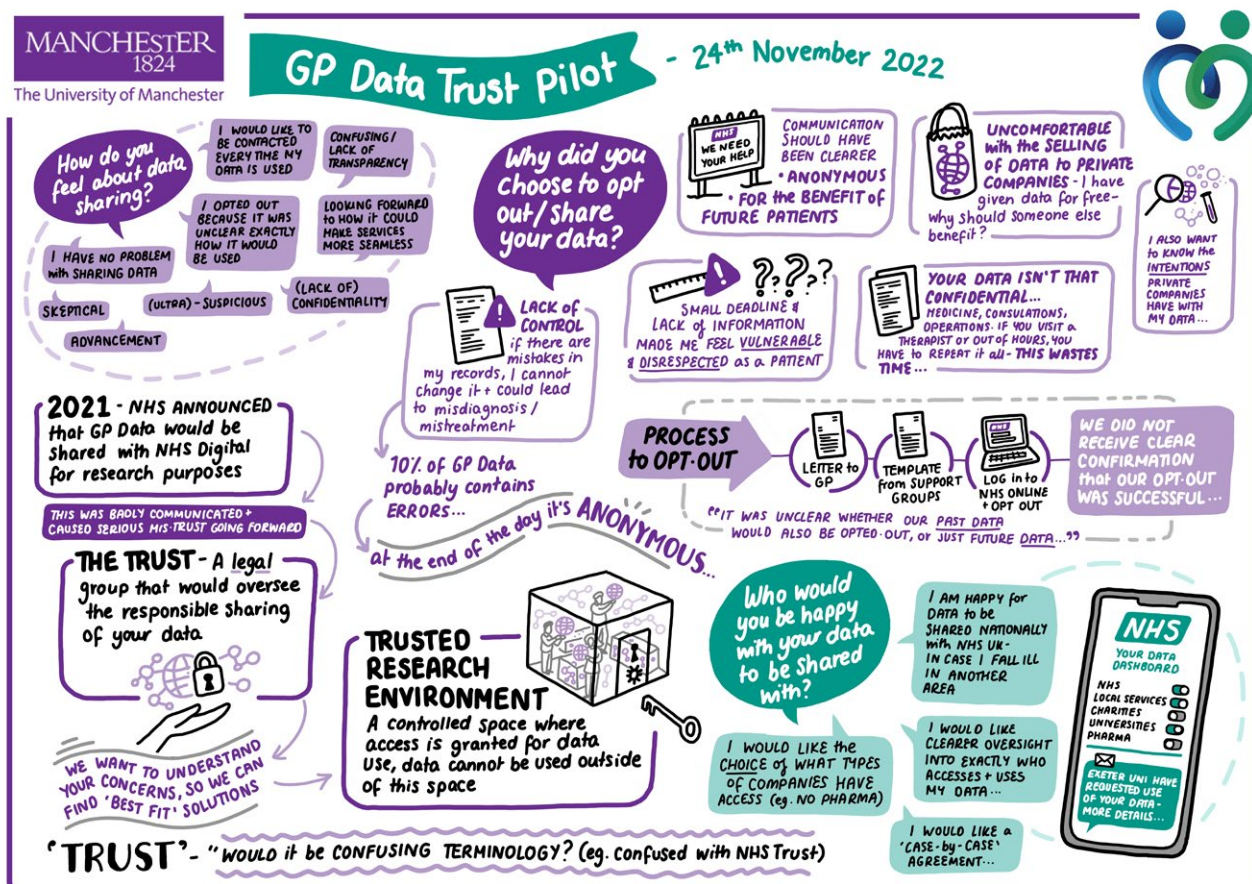 MANCHESTER
1824
The University of Manchester
GP Data Trust Pilot
- 24th November 2022
How do you
feel about data
sharing?
I WOULD LIKE TO
BE CONTACTED
EVERY TIME MY
DATA IS USED
CONFUSING/
LACK OF
TRANSPARENCY
I OPTED OUT
BECAUSE IT WAS
UNCLEAR EXACTLY
HOW IT WOULD
BE USED
LOOKING FORWARD
TO HOW IT COULD
MAKE SERVICES
MORE SEAMLESS
I HAVE NO PROBLEM
with SHARING DATA
SKEPTICAL
(ULTRA)-SUSPICIOUS
(LACK OF)
CONFIDENTIALITY
ADVANCEMENT
Why did you
choose to opt
out/share
your data?
NHS
WE NEED
YOUR HELP
COMMUNICATION
SHOULD HAVE
BEEN CLEARER
• ANONYMOUS
• FOR the BENEFIT OF
FUTURE PATIENTS
UNCOMFORTABLE
with the SELLING
OF DATA TO PRIVATE
COMPANIES - I have
given data for free-
why should someone else
benefit?
I ALSO WANT
to KNOW the
INTENTIONS
PRIVATE
COMPANIES
HAVE WITH
MY DATA...
LACK OF
CONTROL
if there are
mistakes in
my records, I cannot
change it + could lead
to misdiagnosis/
mistreatment
???
??
SMALL DEADLINE &
LACK of INFORMATION
MADE ME FEEL VULNERABLE
& DISRESPECTED as a PATIENT
YOUR DATA ISN'T THAT
CONFIDENTIAL...
MEDICINE, CONSULATIONS,
OPERATIONS. IF YOU VISIT a
THERAPIST or OUT OF HOURS, YOU
HAVE TO REPEAT it all - THIS WASTES
TIME...
2021 - NHS ANNOUNCED
that GP Data would be
shared with NHS Digital
for research purposes
THIS WAS BADLY COMMUNICATED +
CAUSED SERIOUS MIS-TRUST GOING FORWARD
THE TRUST - A legal
group that would oversee
the responsible sharing
of your data
WE WANT TO UNDERSTAND
YOUR CONCERNS, SO WE CAN
FIND 'BEST FIT' SOLUTIONS
10% of GP Data
probably contains
ERRORS...
at the end of the day it's ANONYMOUS...
PROCESS
to OPT-OUT
LETTER to
GP
TEMPLATE
from SUPPORT
GROUPS
NHS
LOG in to
NHS ONLINE
+ OPT OUT
WE DID NOT
RECEIVE CLEAR
CONFIRMATION
that OUR OPT-OUT
WAS SUCCESSFUL...
"IT WAS UNCLEAR WHETHER OUR PAST DATA
WOULD ALSO BE OPTED-OUT, or JUST FUTURE DATA..."
TRUSTED
RESEARCH
ENVIRONMENT
A controlled space where
access is granted for data
use, data cannot be used outside
of this space
Who would
you be happy
with your data
to be shared
with?
I AM HAPPY for
DATA to be
SHARED NATIONALLY
with NHS UK-
IN CASE I FALL ILL
IN ANOTHER
AREA
I WOULD LIKE the
CHOICE OF WHAT TYPES
OF COMPANIES HAVE
ACCESS (eg. NO PHARMA)
I WOULD LIKE
CLEARER OVERSIGHT
INTO EXACTLY WHO
ACCESSES + USES
MY DATA...
I WOULD LIKE a
'CASE-by-CASE'
AGREEMENT...
NHS
YOUR DATA
DASHBOARD
NHS
LOCAL SERVICES
CHARITIES
UNIVERSITIES
PHARMA
EXETER UNI HAVE
REQUESTED USE
OF YOUR DATA-
MORE DETAILS...
'TRUST' - "WOULD it BE CONFUSING TERMINOLOGY? (eg. Confused with NHS Trust)